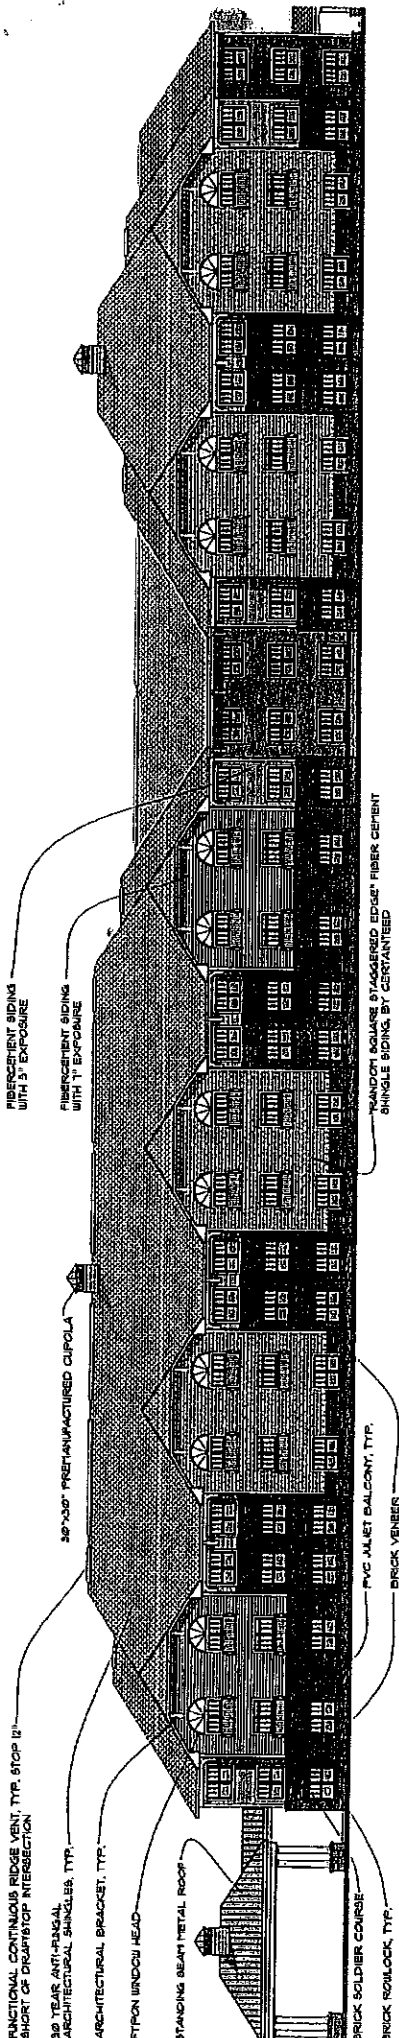 FUNCTIONAL CONTINUOUS RIDGE VENT, TYP. STOP 12"
SHORT OF DRAFTSTOP INTERSECTION
30 YEAR ANTI-FUNGAL
ARCHITECTURAL SHINGLES, TYP.
ARCHITECTURAL BRACKET, TYP.
FYPON WINDOW HEAD
STANDING SEAM METAL ROOF
30"x30" PREMANUFACTURED CUPOLA
FIBERCEMENT SIDING
WITH 5" EXPOSURE
FIBERCEMENT SIDING
WITH 7" EXPOSURE
"RANDOM SQUARE STAGGERED EDGE" FIBER CEMENT
SHINGLE SIDING, BY CERTANTEED
PVC JULIET BALCONY, TYP.
BRICK VENEER
BRICK SOLDIER COURSE
BRICK ROWLOCK, TYP.